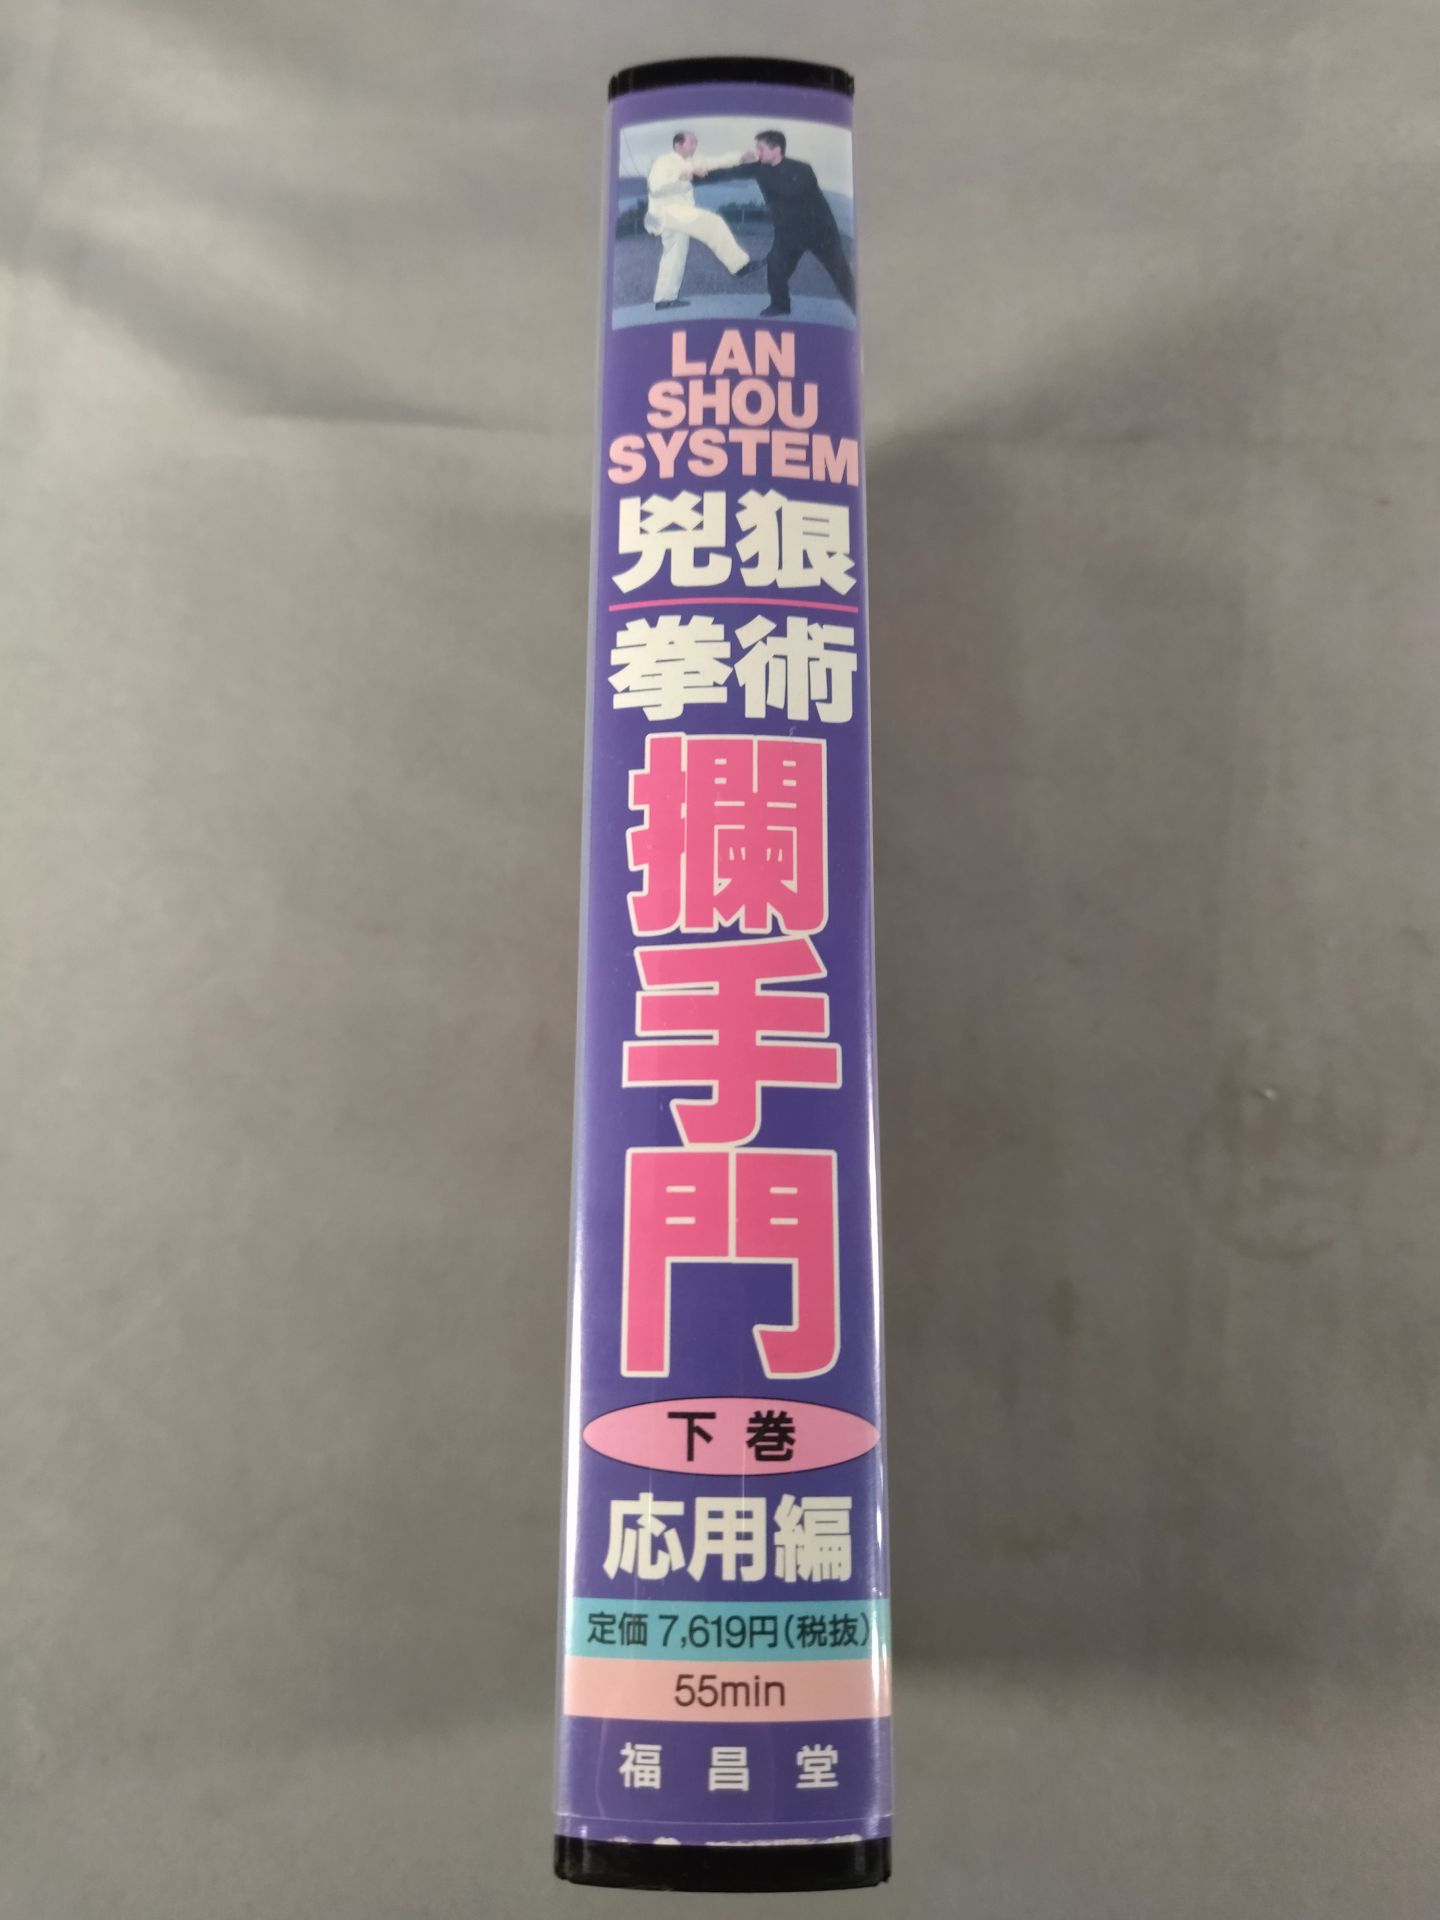 LAN
SHOU
SYSTEM
兇狠
拳術
攔手門
下巻
応用編
定価 7,619円(税抜)
55min
福昌堂